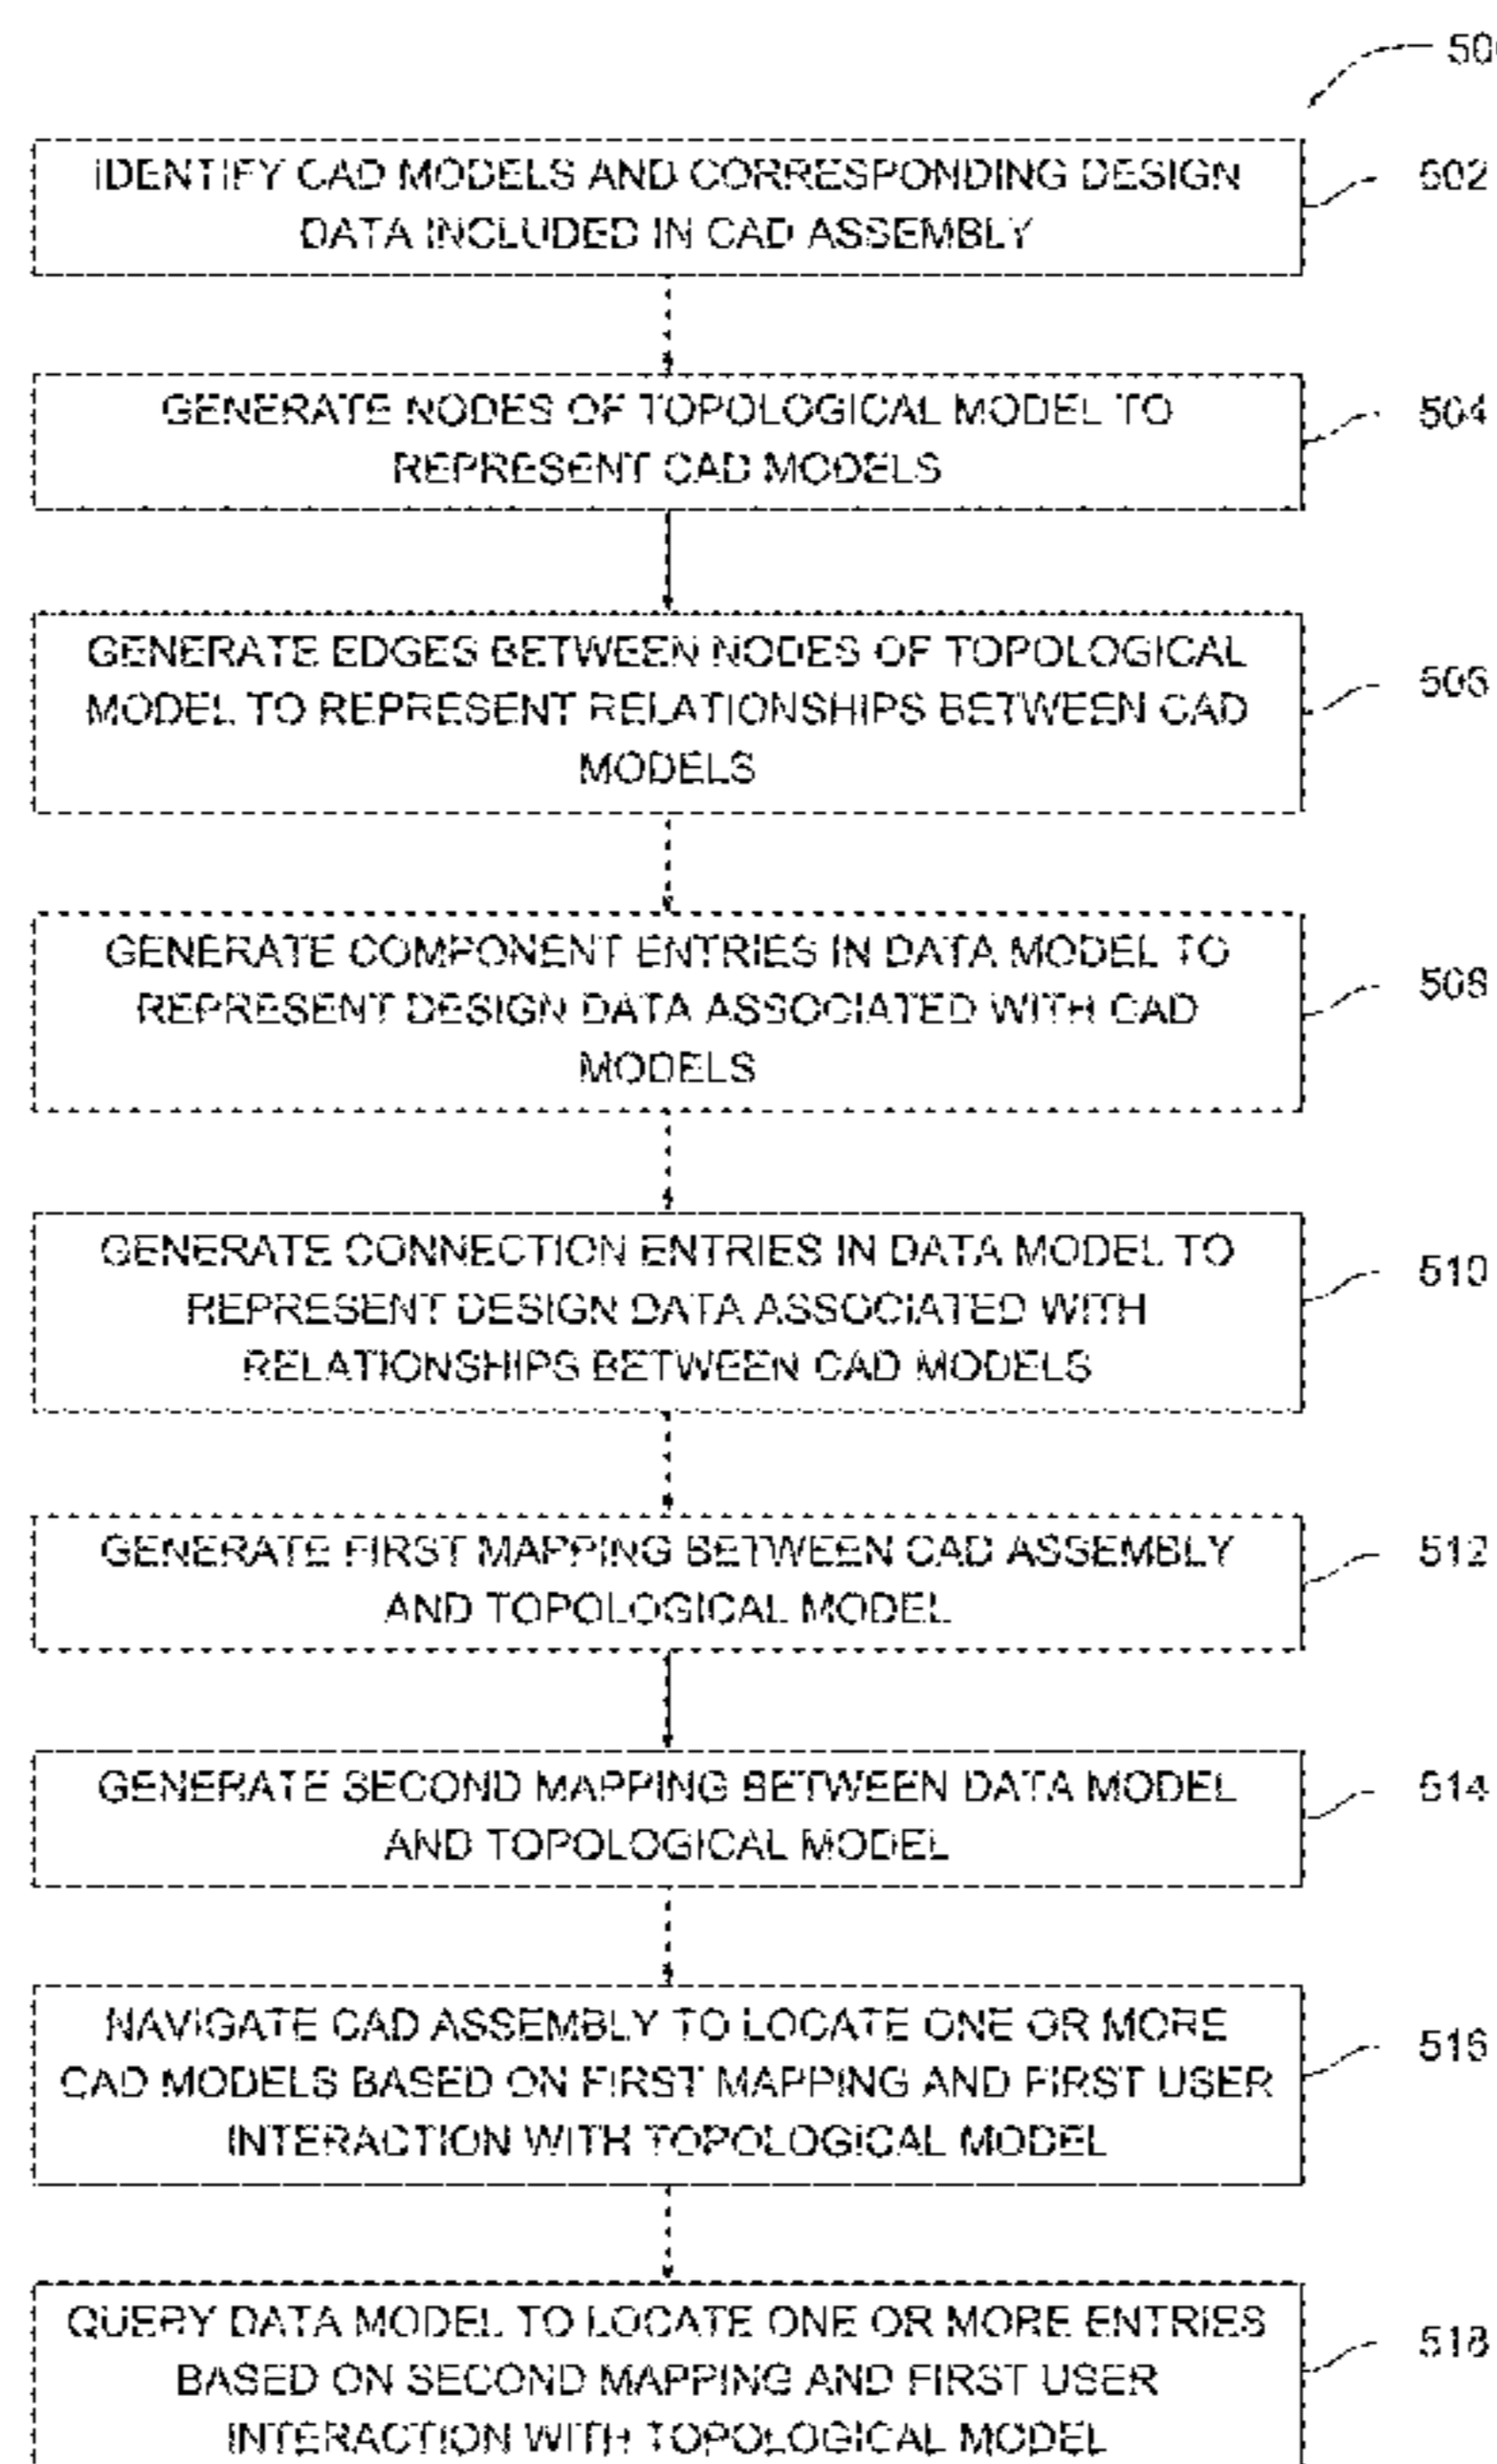 500
IDENTIFY CAD MODELS AND CORRESPONDING DESIGN
DATA INCLUDED IN CAD ASSEMBLY
502
GENERATE NODES OF TOPOLOGICAL MODEL TO
REPRESENT CAD MODELS
504
GENERATE EDGES BETWEEN NODES OF TOPOLOGICAL
MODEL TO REPRESENT RELATIONSHIPS BETWEEN CAD
MODELS
506
GENERATE COMPONENT ENTRIES IN DATA MODEL TO
REPRESENT DESIGN DATA ASSOCIATED WITH CAD
MODELS
508
GENERATE CONNECTION ENTRIES IN DATA MODEL TO
REPRESENT DESIGN DATA ASSOCIATED WITH
RELATIONSHIPS BETWEEN CAD MODELS
510
GENERATE FIRST MAPPING BETWEEN CAD ASSEMBLY
AND TOPOLOGICAL MODEL
512
GENERATE SECOND MAPPING BETWEEN DATA MODEL
AND TOPOLOGICAL MODEL
514
NAVIGATE CAD ASSEMBLY TO LOCATE ONE OR MORE
CAD MODELS BASED ON FIRST MAPPING AND FIRST USER
INTERACTION WITH TOPOLOGICAL MODEL
516
QUERY DATA MODEL TO LOCATE ONE OR MORE ENTRIES
BASED ON SECOND MAPPING AND FIRST USER
INTERACTION WITH TOPOLOGICAL MODEL
518